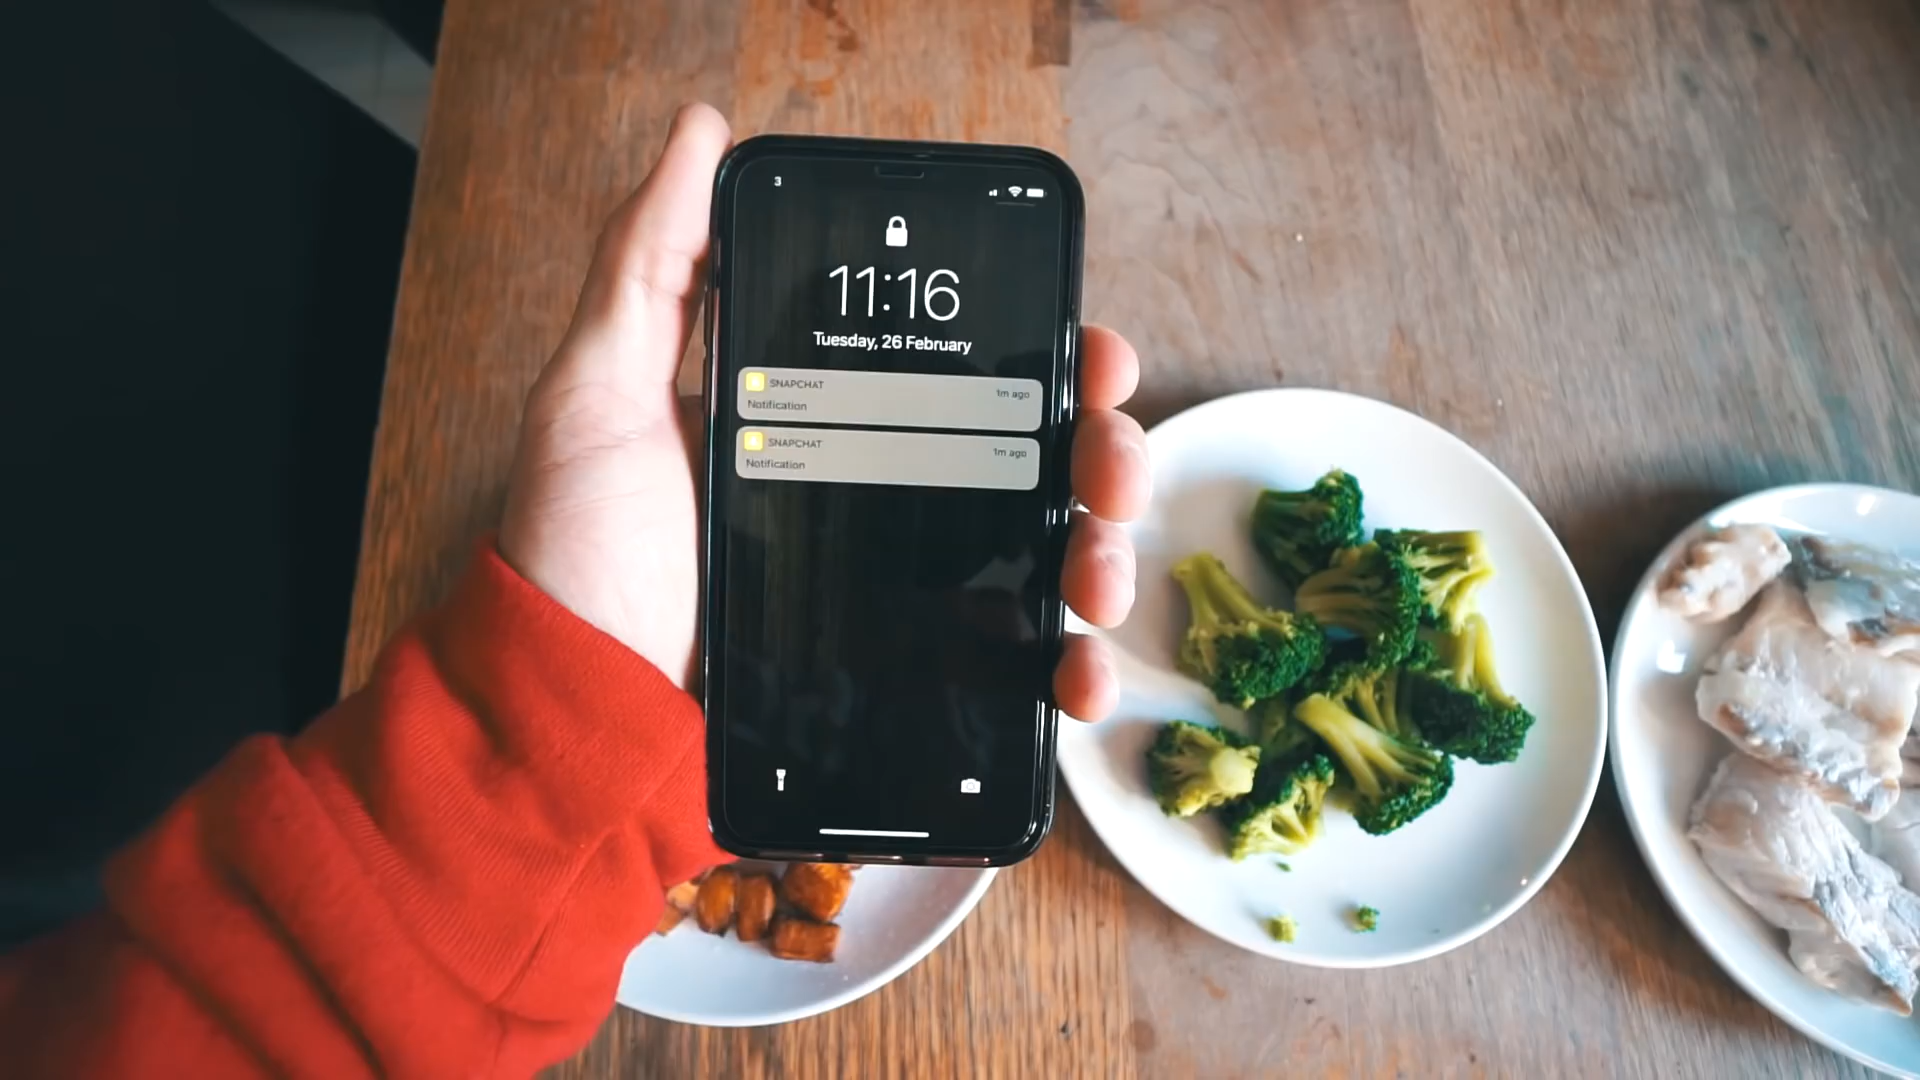 3
11:16
Tuesday, 26 February
SNAPCHAT
1m ago
Notification
SNAPCHAT
1m ago
Notification